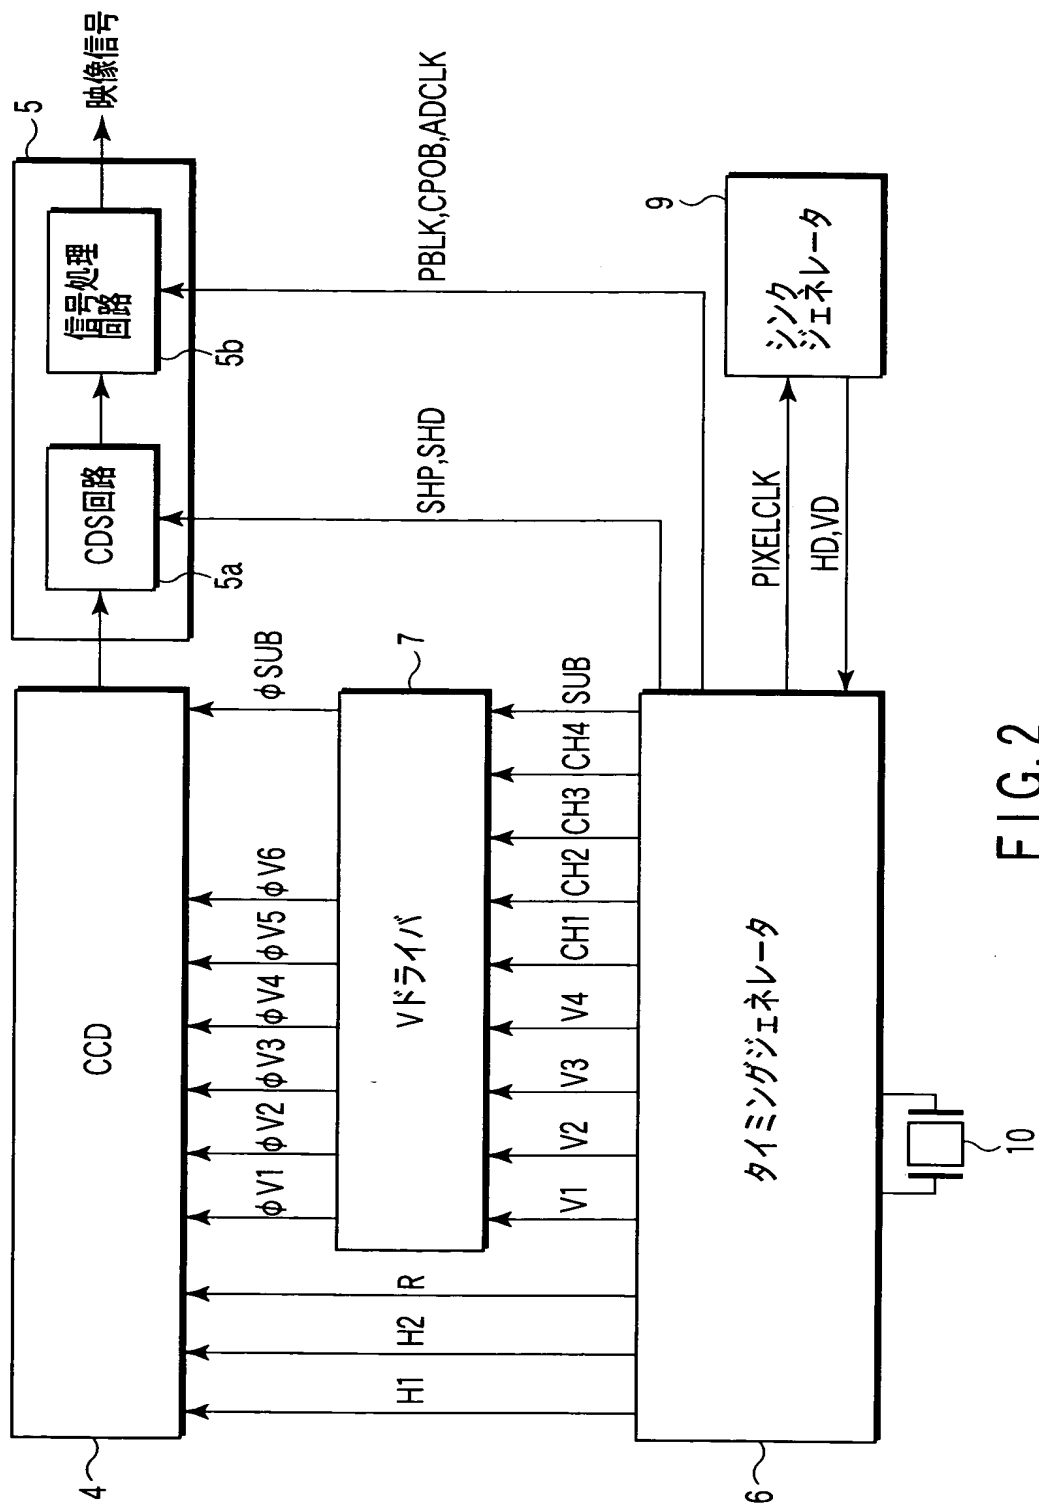 5
映像信号
信号処理
回路
5b
CDS回路
5a
PBLK,CPOB,ADCLK
SHP,SHD
9
シンク
ジェネレータ
PIXELCLK
HD,VD
CCD
4
φV1
φV2
φV3
φV4
φV5
φV6
φSUB
7
Vドライバ
H1
H2
R
V1
V2
V3
V4
CH1
CH2
CH3
CH4
SUB
タイミングジェネレータ
6
10
FIG. 2